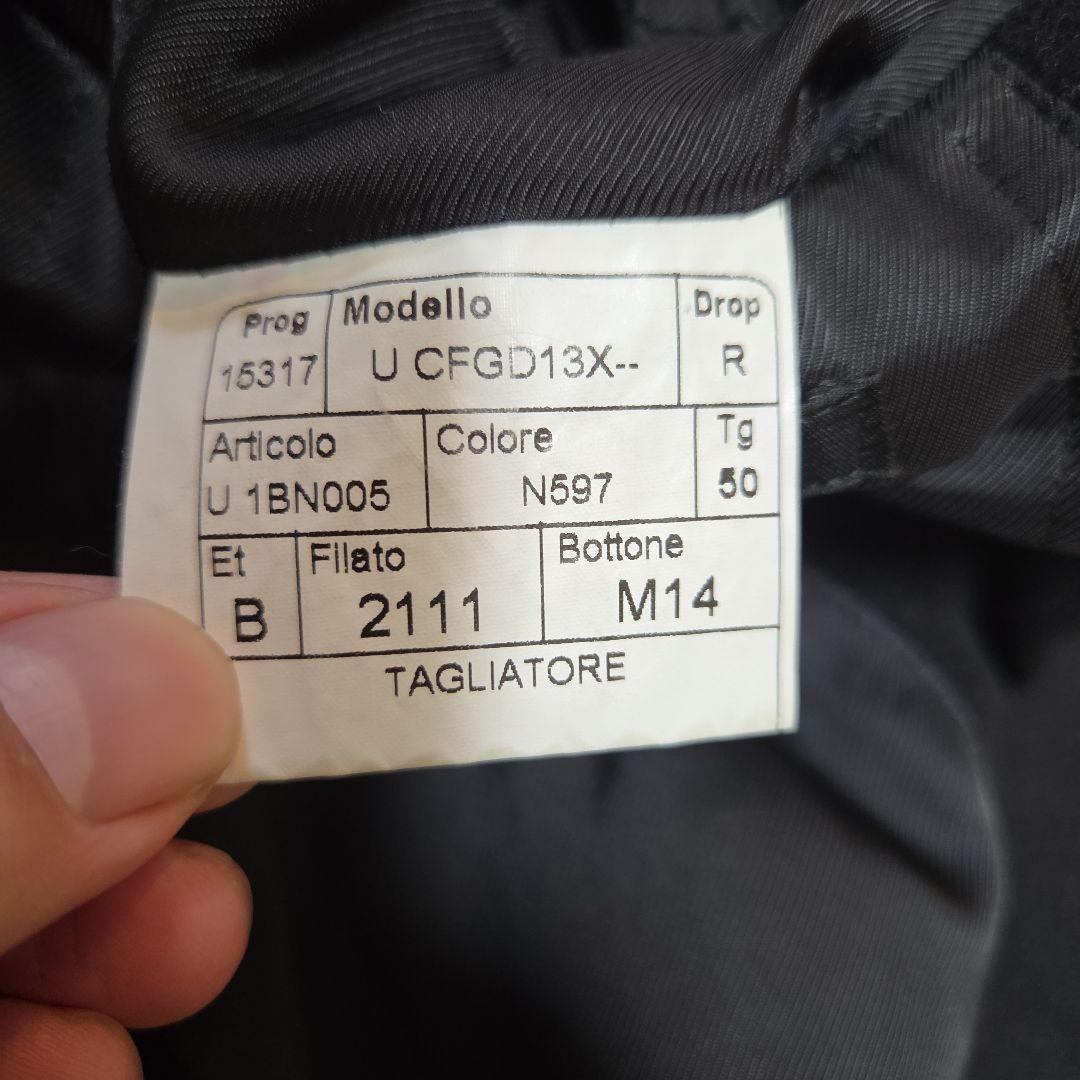 Prog Modello Drop
15317 U CFGD13X-- R
Articolo Colore Tg
U 1BN005 N597 50
Et Filato Bottone
B 2111 M14
TAGLIATORE